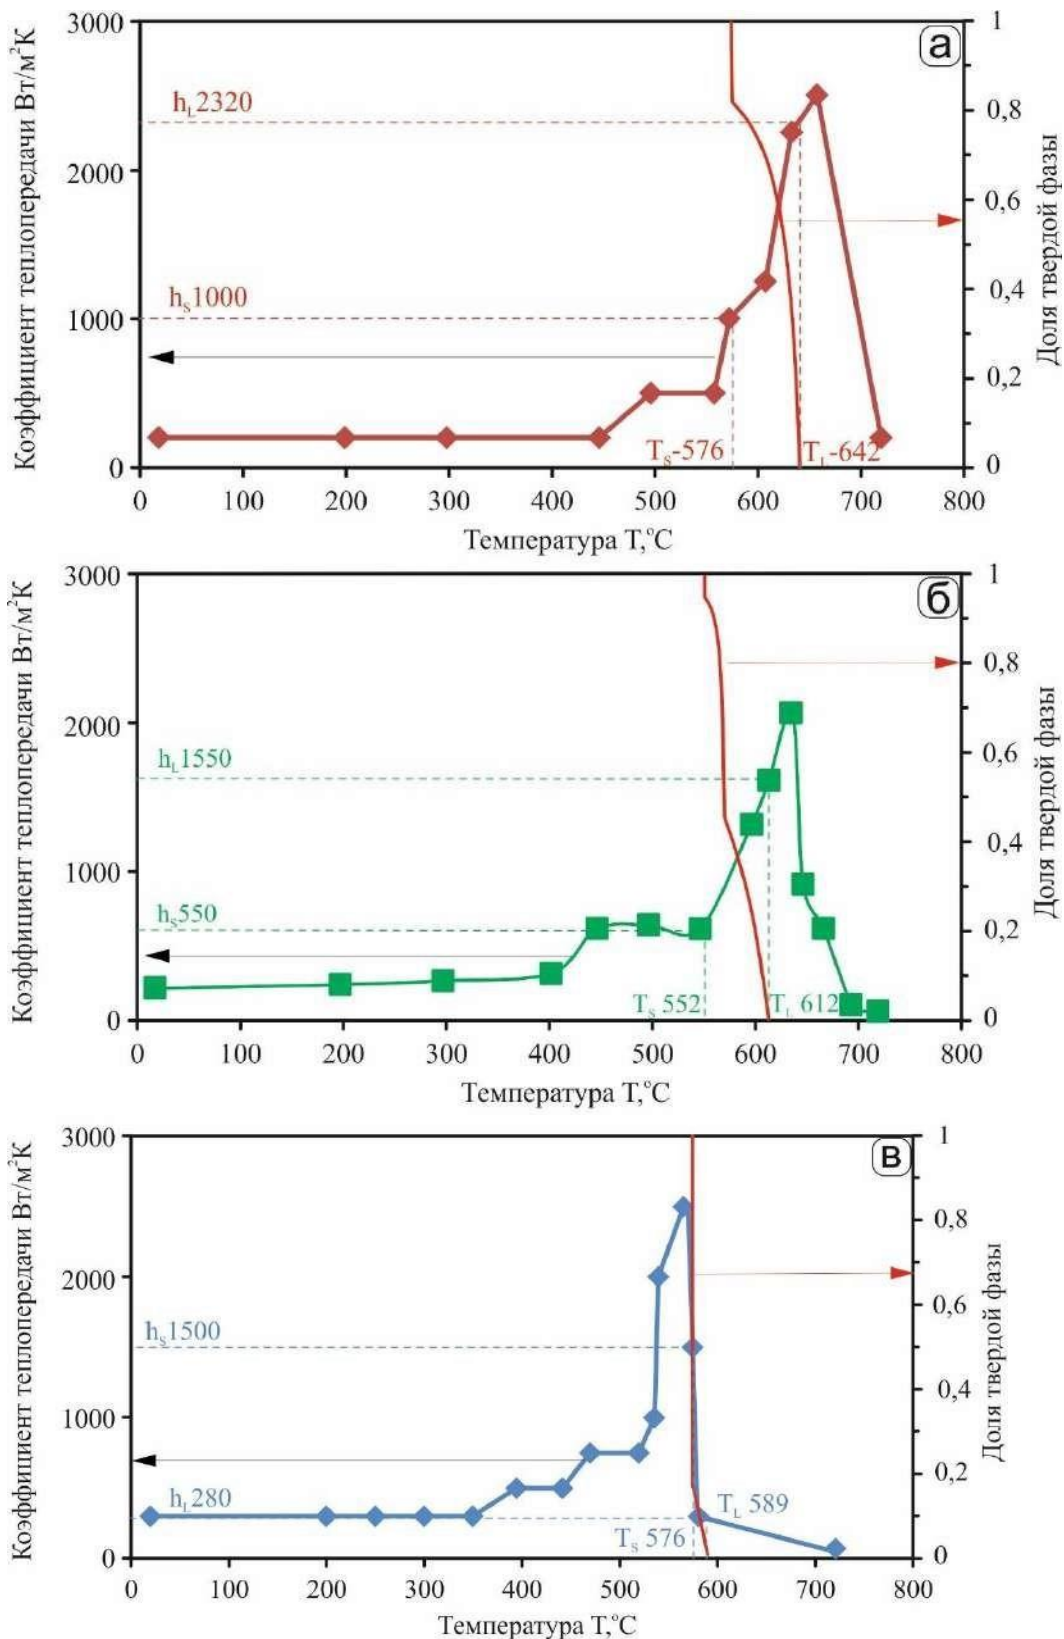 Коэффициент теплопередачи Вт/м²К
3000
2000
1000
0
h_L2320
h_S1000
T_S-576
T_L-642
а
1
0,8
0,6
0,4
0,2
0
Доля твердой фазы
0 100 200 300 400 500 600 700 800
Температура T,°C
Коэффициент теплопередачи Вт/м²К
3000
2000
1000
0
h_L1550
h_S550
T_S 552
T_L 612
б
1
0,8
0,6
0,4
0,2
0
Доля твердой фазы
0 100 200 300 400 500 600 700 800
Температура T,°C
Коэффициент теплопередачи Вт/м²К
3000
2000
1000
0
h_S1500
h_L280
T_L 589
T_S 576
в
1
0,8
0,6
0,4
0,2
0
Доля твердой фазы
0 100 200 300 400 500 600 700 800
Температура T,°C